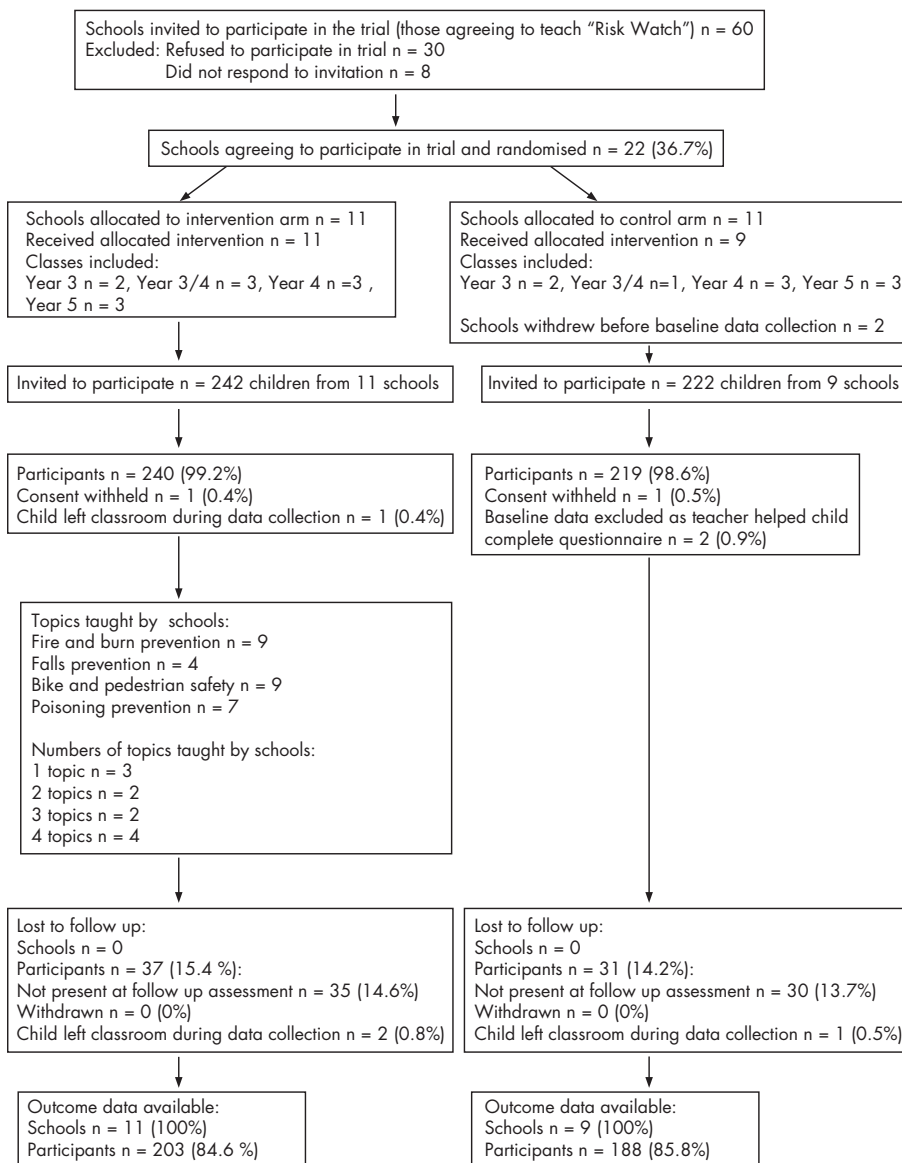 Schools invited to participate in the trial (those agreeing to teach “Risk Watch”) n = 60
Excluded: Refused to participate in trial n = 30
Did not respond to invitation n = 8
Schools agreeing to participate in trial and randomised n = 22 (36.7%)
Schools allocated to intervention arm n = 11
Received allocated intervention n = 11
Classes included:
Year 3 n = 2, Year 3/4 n = 3, Year 4 n =3 ,
Year 5 n = 3
Schools allocated to control arm n = 11
Received allocated intervention n = 9
Classes included:
Year 3 n = 2, Year 3/4 n=1, Year 4 n = 3, Year 5 n = 3
Schools withdrew before baseline data collection n = 2
Invited to participate n = 242 children from 11 schools
Invited to participate n = 222 children from 9 schools
Participants n = 240 (99.2%)
Consent withheld n = 1 (0.4%)
Child left classroom during data collection n = 1 (0.4%)
Participants n = 219 (98.6%)
Consent withheld n = 1 (0.5%)
Baseline data excluded as teacher helped child
complete questionnaire n = 2 (0.9%)
Topics taught by schools:
Fire and burn prevention n = 9
Falls prevention n = 4
Bike and pedestrian safety n = 9
Poisoning prevention n = 7
Numbers of topics taught by schools:
1 topic n = 3
2 topics n = 2
3 topics n = 2
4 topics n = 4
Lost to follow up:
Schools n = 0
Participants n = 37 (15.4 %):
Not present at follow up assessment n = 35 (14.6%)
Withdrawn n = 0 (0%)
Child left classroom during data collection n = 2 (0.8%)
Lost to follow up:
Schools n = 0
Participants n = 31 (14.2%):
Not present at follow up assessment n = 30 (13.7%)
Withdrawn n = 0 (0%)
Child left classroom during data collection n = 1 (0.5%)
Outcome data available:
Schools n = 11 (100%)
Participants n = 203 (84.6 %)
Outcome data available:
Schools n = 9 (100%)
Participants n = 188 (85.8%)